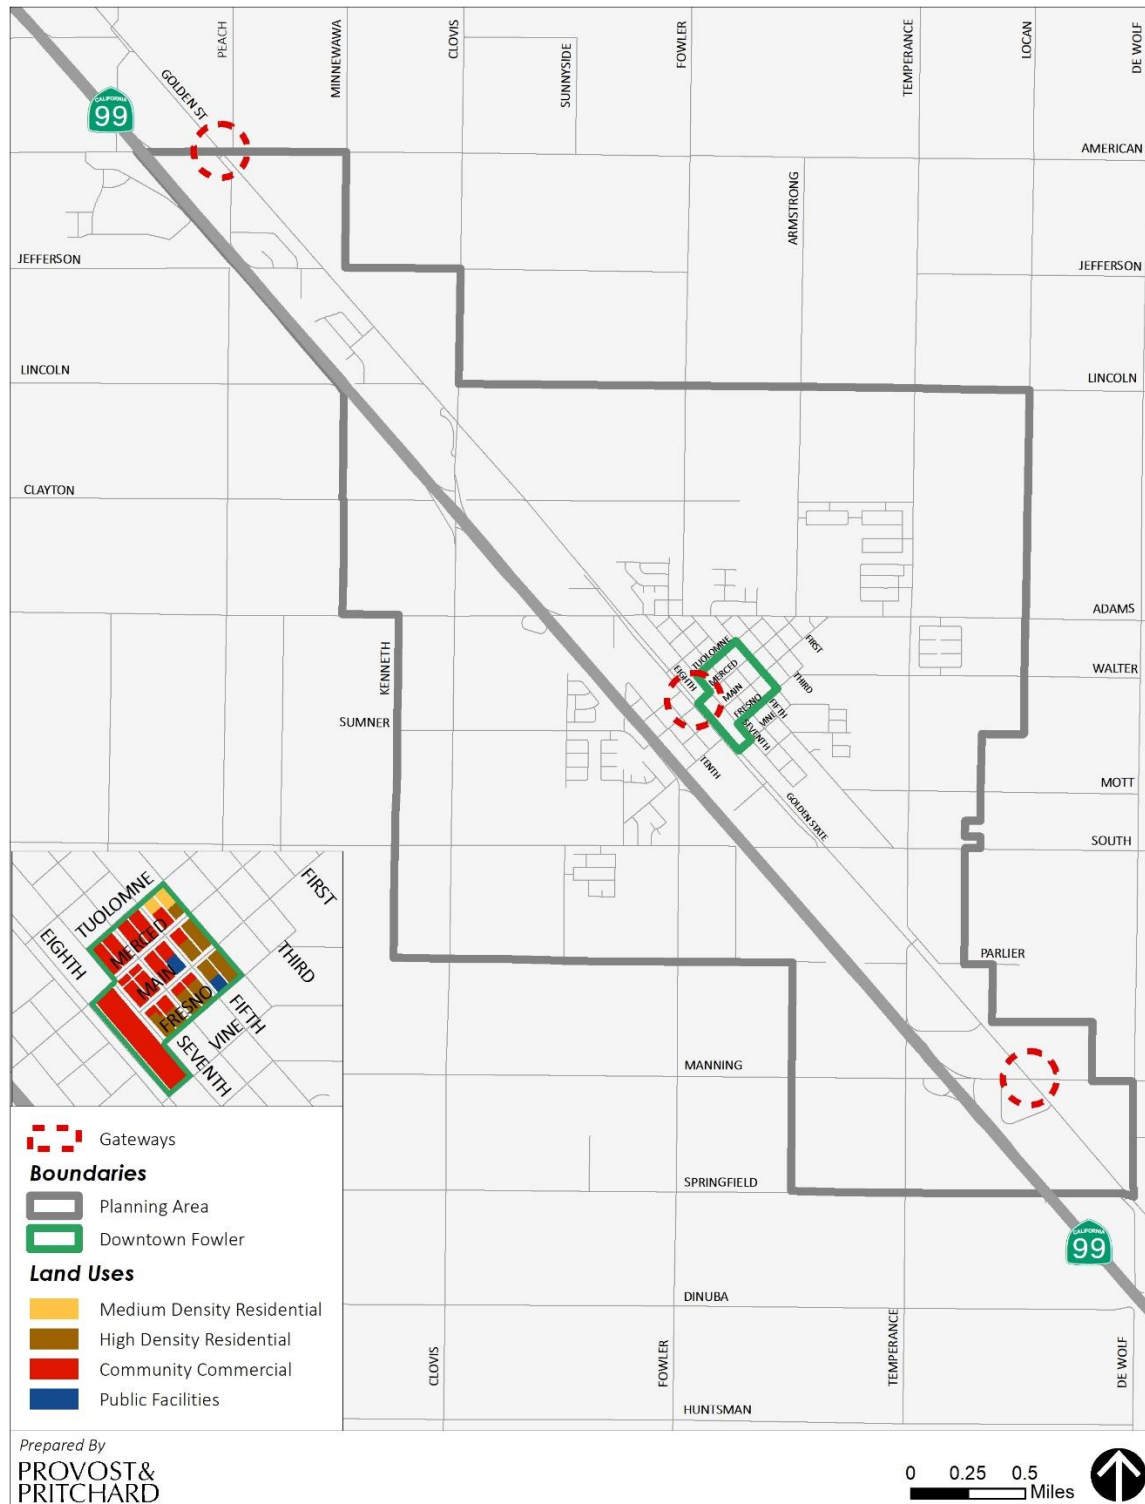 PEACH
MINNEWAWA
CLOVIS
SUNNYSIDE
FOWLER
TEMPERANCE
LOCAN
DE WOLF
GOLDEN ST
CALIFORNIA
99
AMERICAN
ARMSTRONG
JEFFERSON
JEFFERSON
LINCOLN
LINCOLN
CLAYTON
ADAMS
WALTER
KENNETH
SUMNER
TUOLOMNE
FIRST
MERCED
EIGHTH
MAIN
THIRD
FRESNO
FIFTH
VINE
SEVENTH
TENTH
GOLDEN STATE
MOTT
SOUTH
PARLIER
TUOLOMNE
FIRST
MERCED
EIGHTH
MAIN
THIRD
FRESNO
FIFTH
VINE
SEVENTH
MANNING
SPRINGFIELD
CALIFORNIA
99
DINUBA
CLOVIS
FOWLER
TEMPERANCE
DE WOLF
HUNTSMAN
Gateways
Boundaries
Planning Area
Downtown Fowler
Land Uses
Medium Density Residential
High Density Residential
Community Commercial
Public Facilities
Prepared By
PROVOST&
PRITCHARD
0 0.25 0.5
Miles